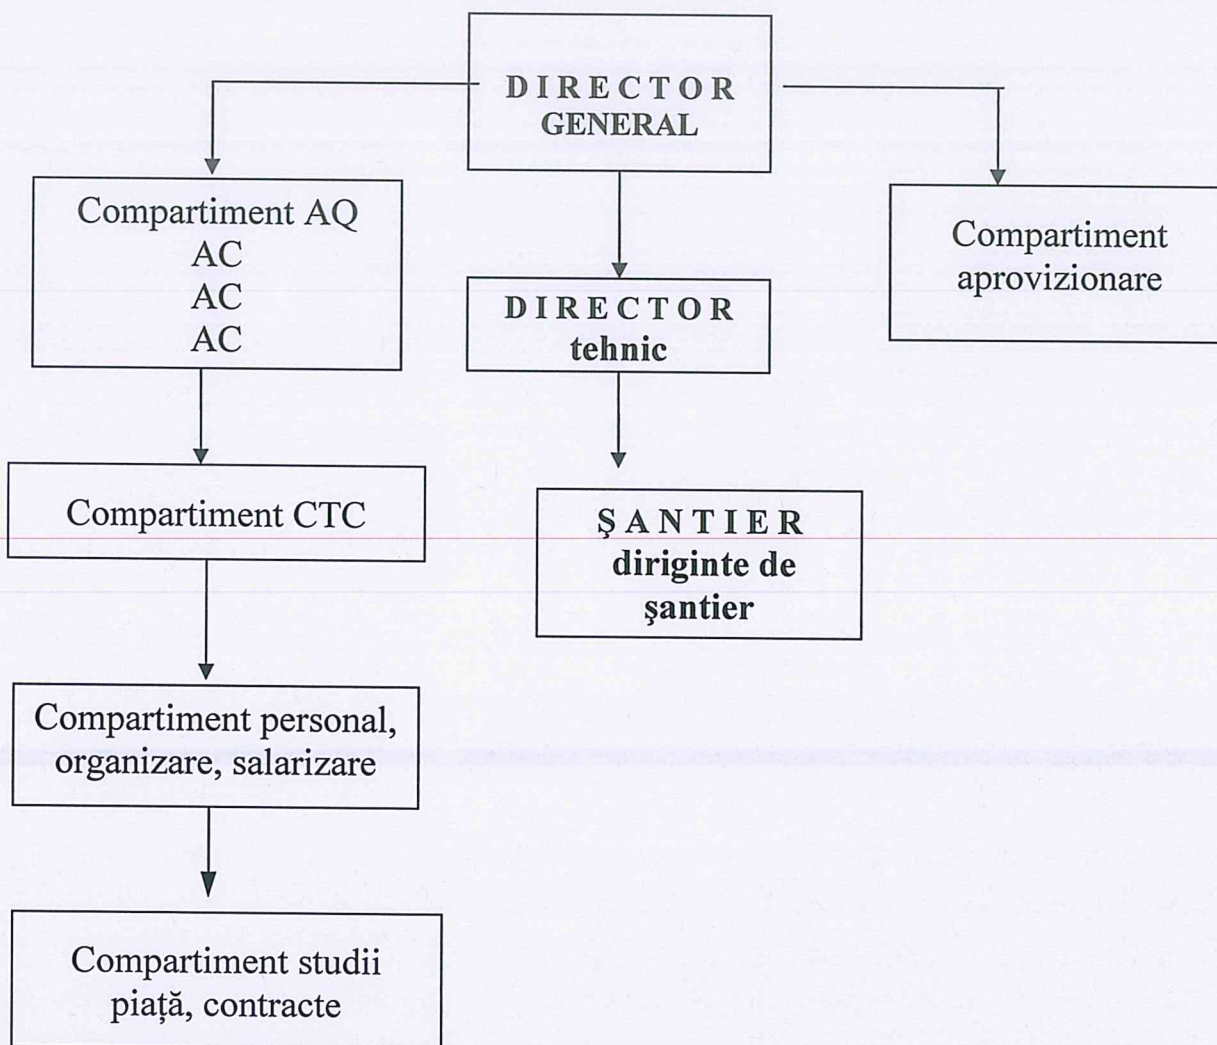 DIRECTOR
GENERAL
Compartiment AQ
AC
AC
AC
DIRECTOR
tehnic
Compartiment
aprovizionare
Compartiment CTC
ŞANTIER
diriginte de
şantier
Compartiment personal,
organizare, salarizare
Compartiment studii
piață, contracte